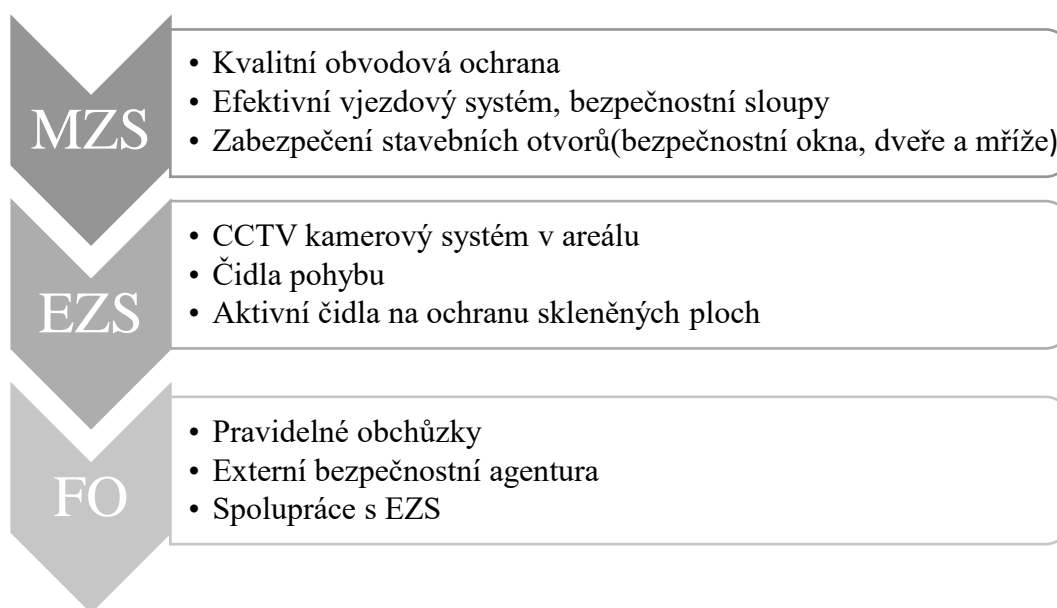 MZS
• Kvalitní obvodová ochrana
• Efektivní vjezdový systém, bezpečnostní sloupy
• Zabezpečení stavebních otvorů(bezpečnostní okna, dveře a mříže)
EZS
• CCTV kamerový systém v areálu
• Čidla pohybu
• Aktivní čidla na ochranu skleněných ploch
FO
• Pravidelné obchůzky
• Externí bezpečnostní agentura
• Spolupráce s EZS